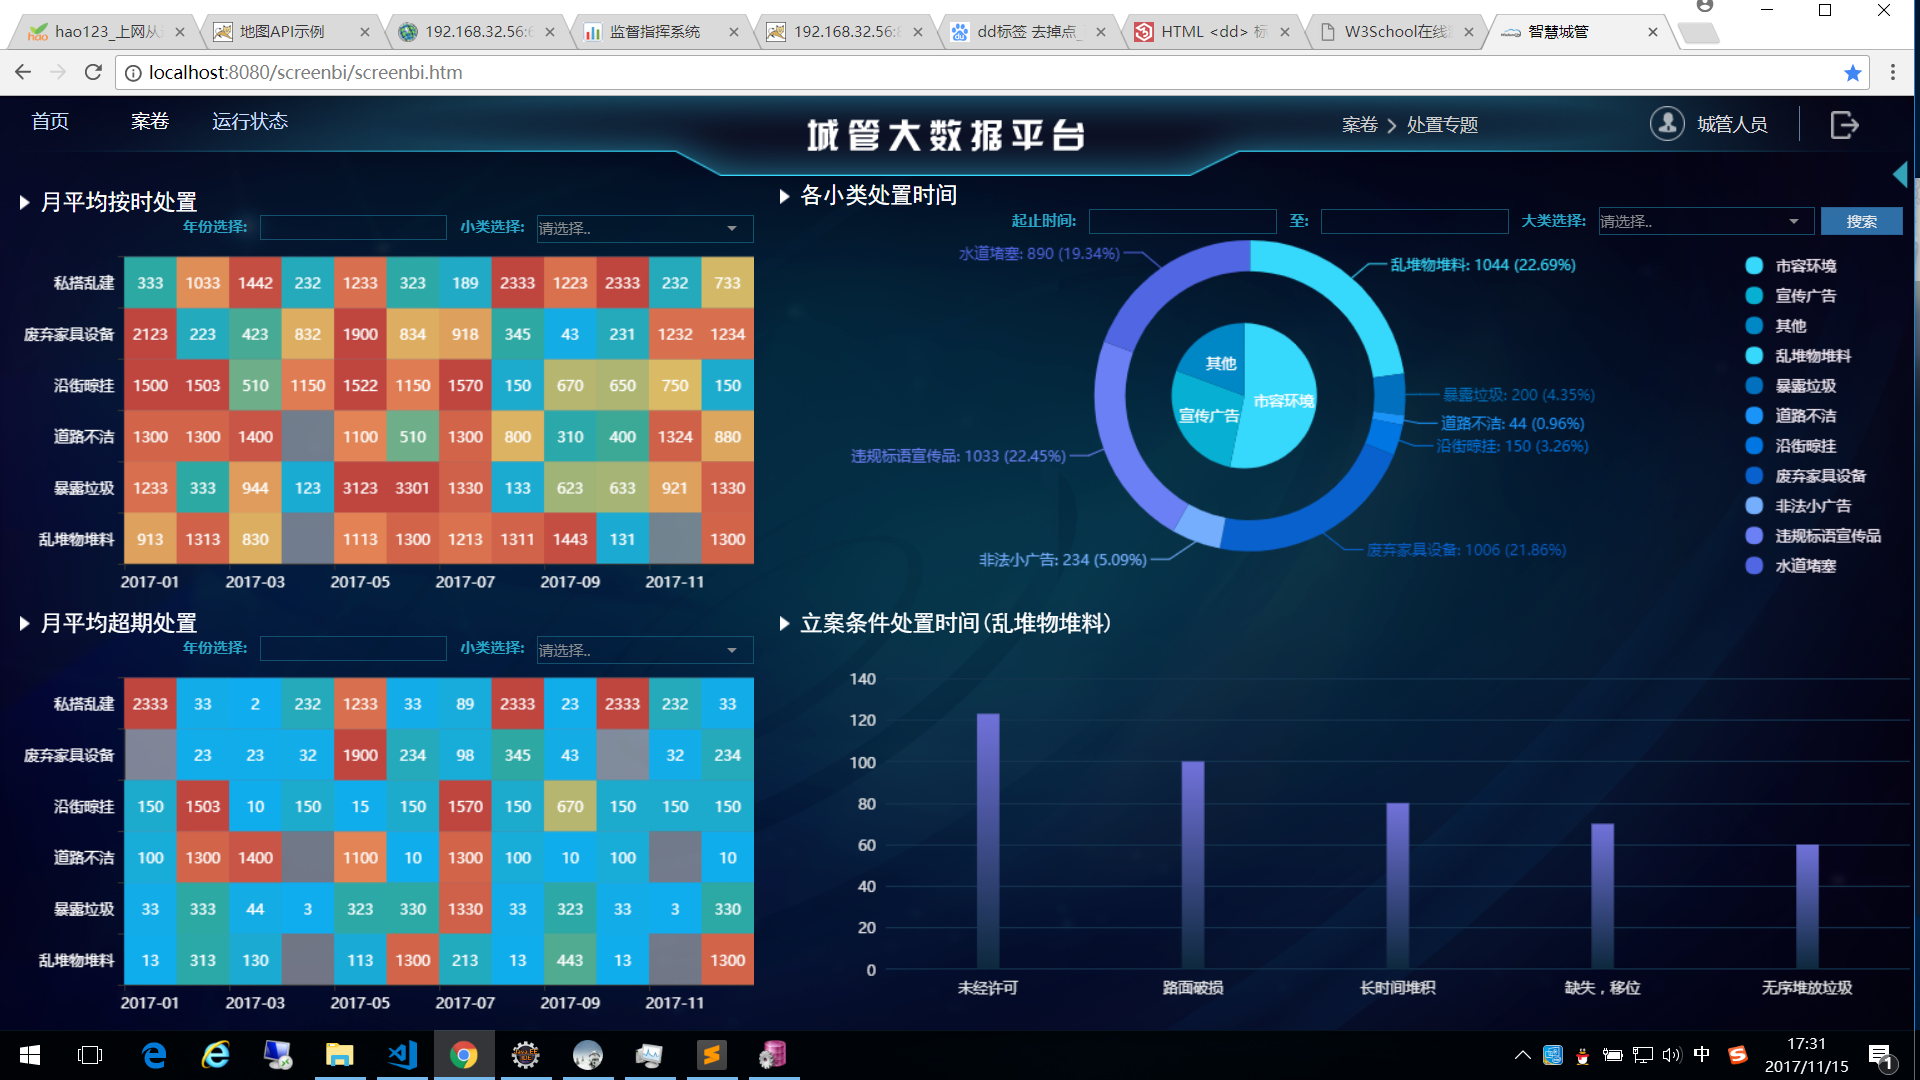 hao123_上网从
地图API示例
192.168.32.56:
监督指挥系统
192.168.32.56:
dd标签 去掉点_
HTML <dd> 标
W3School在线
智慧城管
localhost:8080/screenbi/screenbi.htm
首页 案卷 运行状态
城管大数据平台
案卷 > 处置专题
城管人员
月平均按时处置
年份选择: 小类选择: 请选择..
私搭乱建 333 1033 1442 232 1233 323 189 2333 1223 2333 232 733
废弃家具设备 2123 223 423 832 1900 834 918 345 43 231 1232 1234
沿街晾挂 1500 1503 510 1150 1522 1150 1570 150 670 650 750 150
道路不洁 1300 1300 1400 1100 510 1300 800 310 400 1324 880
暴露垃圾 1233 333 944 123 3123 3301 1330 133 623 633 921 1330
乱堆物堆料 913 1313 830 1113 1300 1213 1311 1443 131 1300
2017-01 2017-03 2017-05 2017-07 2017-09 2017-11
各小类处置时间
起止时间: 至: 大类选择: 请选择.. 搜索
水道堵塞: 890 (19.34%)
乱堆物堆料: 1044 (22.69%)
暴露垃圾: 200 (4.35%)
道路不洁: 44 (0.96%)
沿街晾挂: 150 (3.26%)
违规标语宣传品: 1033 (22.45%)
废弃家具设备: 1006 (21.86%)
非法小广告: 234 (5.09%)
其他
市容环境
宣传广告
市容环境
宣传广告
其他
乱堆物堆料
暴露垃圾
道路不洁
沿街晾挂
废弃家具设备
非法小广告
违规标语宣传品
水道堵塞
月平均超期处置
年份选择: 小类选择: 请选择..
私搭乱建 2333 33 2 232 1233 33 89 2333 23 2333 232 33
废弃家具设备 23 23 32 1900 234 98 345 43 32 234
沿街晾挂 150 1503 10 150 15 150 1570 150 670 150 150 150
道路不洁 100 1300 1400 1100 10 1300 100 10 100 10
暴露垃圾 33 333 44 3 323 330 1330 33 323 33 3 330
乱堆物堆料 13 313 130 113 1300 213 13 443 13 1300
2017-01 2017-03 2017-05 2017-07 2017-09 2017-11
立案条件处置时间(乱堆物堆料)
140
120
100
80
60
40
20
0
未经许可 路面破损 长时间堆积 缺失，移位 无序堆放垃圾
中
17:31
2017/11/15
1